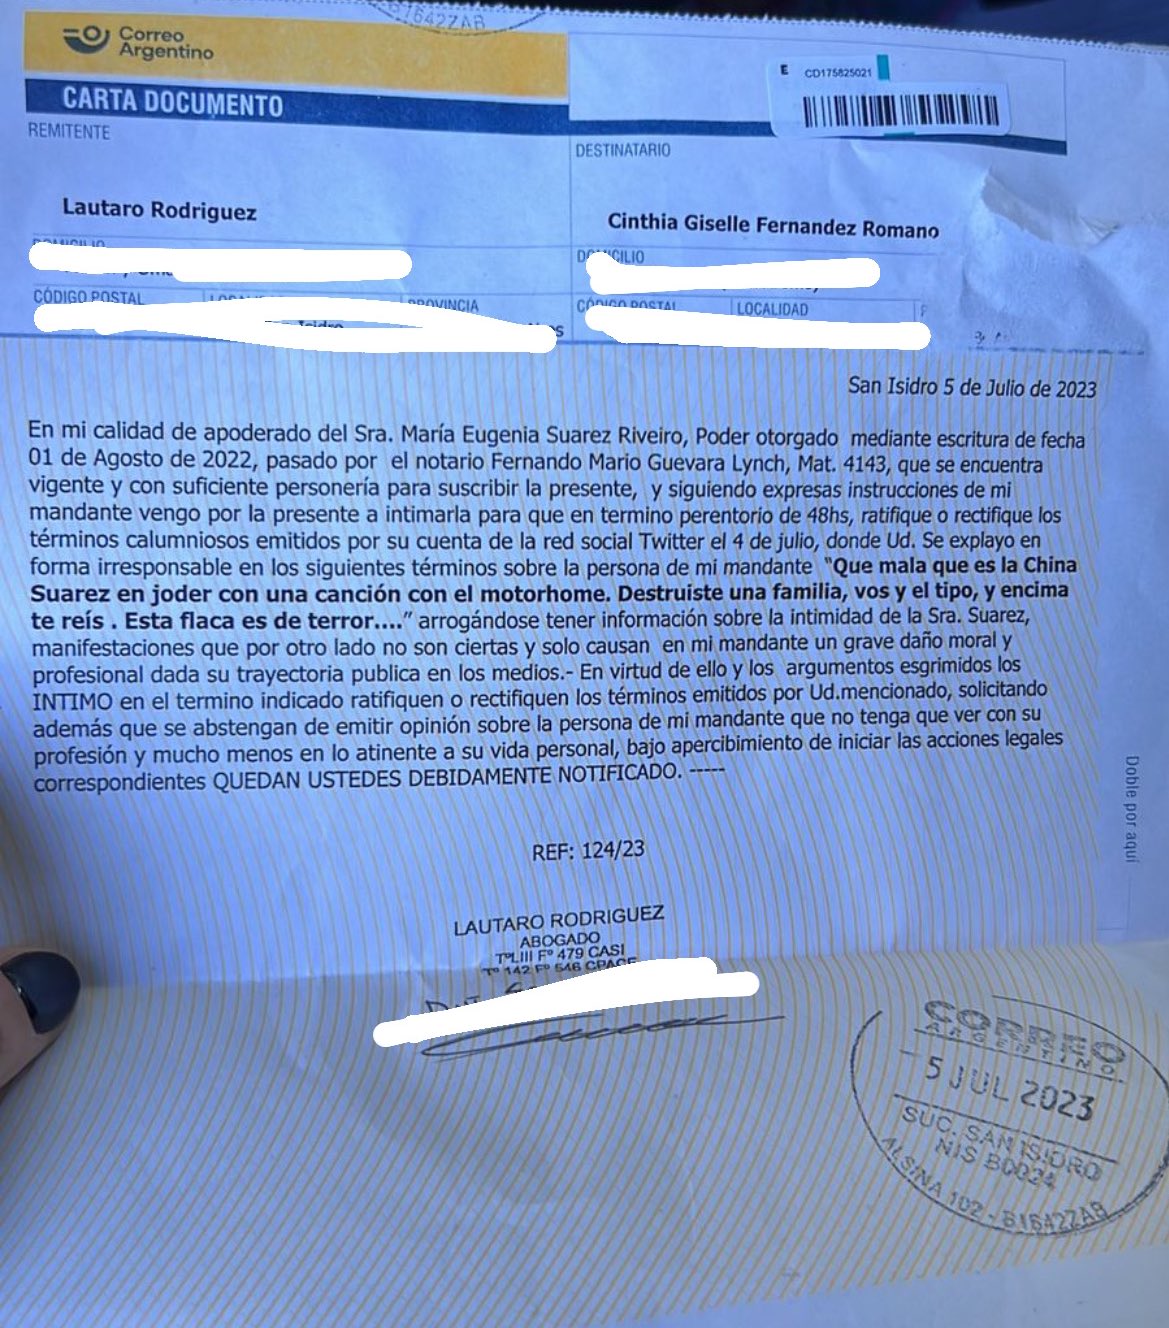 B1642ZAB
Correo
Argentino
CARTA DOCUMENTO
E CD175825021
REMITENTE
DESTINATARIO
Lautaro Rodriguez
Cinthia Giselle Fernandez Romano
DOMICILIO
DOMICILIO
CÓDIGO POSTAL PROVINCIA
CÓDIGO POSTAL LOCALIDAD P
San Isidro 5 de Julio de 2023
En mi calidad de apoderado del Sra. María Eugenia Suarez Riveiro, Poder otorgado mediante escritura de fecha
01 de Agosto de 2022, pasado por el notario Fernando Mario Guevara Lynch, Mat. 4143, que se encuentra
vigente y con suficiente personería para suscribir la presente, y siguiendo expresas instrucciones de mi
mandante vengo por la presente a intimarla para que en termino perentorio de 48hs, ratifique o rectifique los
términos calumniosos emitidos por su cuenta de la red social Twitter el 4 de julio, donde Ud. Se explayo en
forma irresponsable en los siguientes términos sobre la persona de mi mandante "Que mala que es la China
Suarez en joder con una canción con el motorhome. Destruiste una familia, vos y el tipo, y encima
te reís . Esta flaca es de terror...." arrogándose tener información sobre la intimidad de la Sra. Suarez,
manifestaciones que por otro lado no son ciertas y solo causan en mi mandante un grave daño moral y
profesional dada su trayectoria publica en los medios.- En virtud de ello y los argumentos esgrimidos los
INTIMO en el termino indicado ratifiquen o rectifiquen los términos emitidos por Ud.mencionado, solicitando
además que se abstengan de emitir opinión sobre la persona de mi mandante que no tenga que ver con su
profesión y mucho menos en lo atinente a su vida personal, bajo apercibimiento de iniciar las acciones legales
correspondientes QUEDAN USTEDES DEBIDAMENTE NOTIFICADO. -----
Doble por aquí
REF: 124/23
LAUTARO RODRIGUEZ
ABOGADO
TºLIII Fº 479 CASI
Tº 142 Fº 546 CPACF
CORREO
ARGENTINO
5 JUL 2023
SUC. SAN ISIDRO
NIS B0024
ALSINA 102 - B1642ZAB